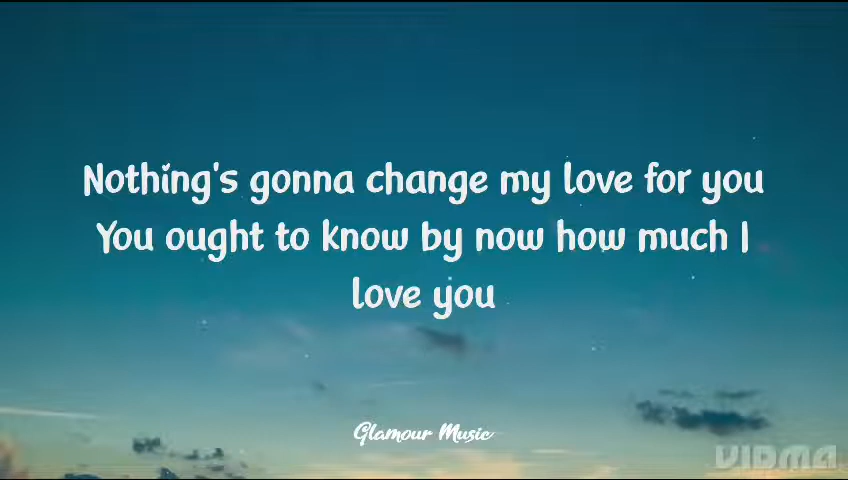 Nothing's gonna change my love for you
You ought to know by now how much I
love you
Glamour Music
VIDMA